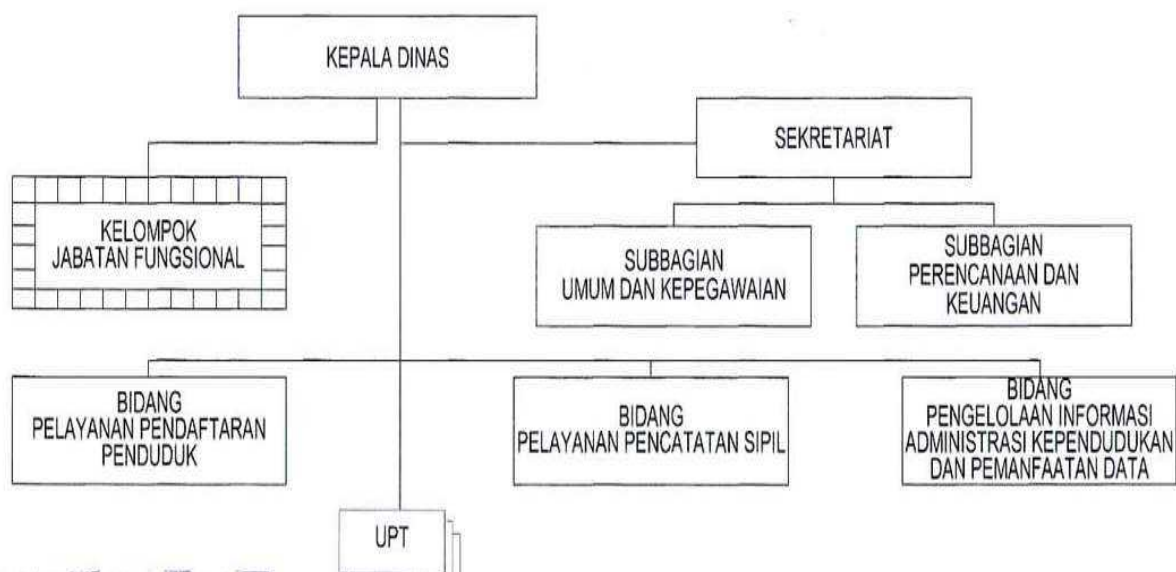 KEPALA DINAS
SEKRETARIAT
KELOMPOK
JABATAN FUNGSIONAL
SUBBAGIAN
UMUM DAN KEPEGAWAIAN
SUBBAGIAN
PERENCANAAN DAN
KEUANGAN
BIDANG
PELAYANAN PENDAFTARAN
PENDUDUK
BIDANG
PELAYANAN PENCATATAN SIPIL
BIDANG
PENGELOLAAN INFORMASI
ADMINISTRASI KEPENDUDUKAN
DAN PEMANFAATAN DATA
UPT